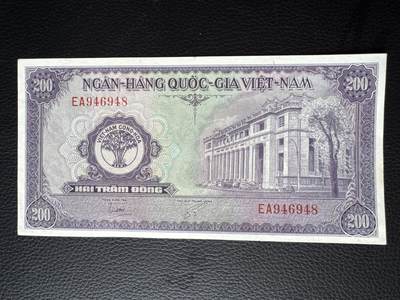 200
NGÂN-HÀNG QUỐC-GIA VIỆT-NAM
200
EA946948
VIỆT-NAM CỘNG-HÒA
HAI TRĂM ĐỒNG
EA946948
200
200